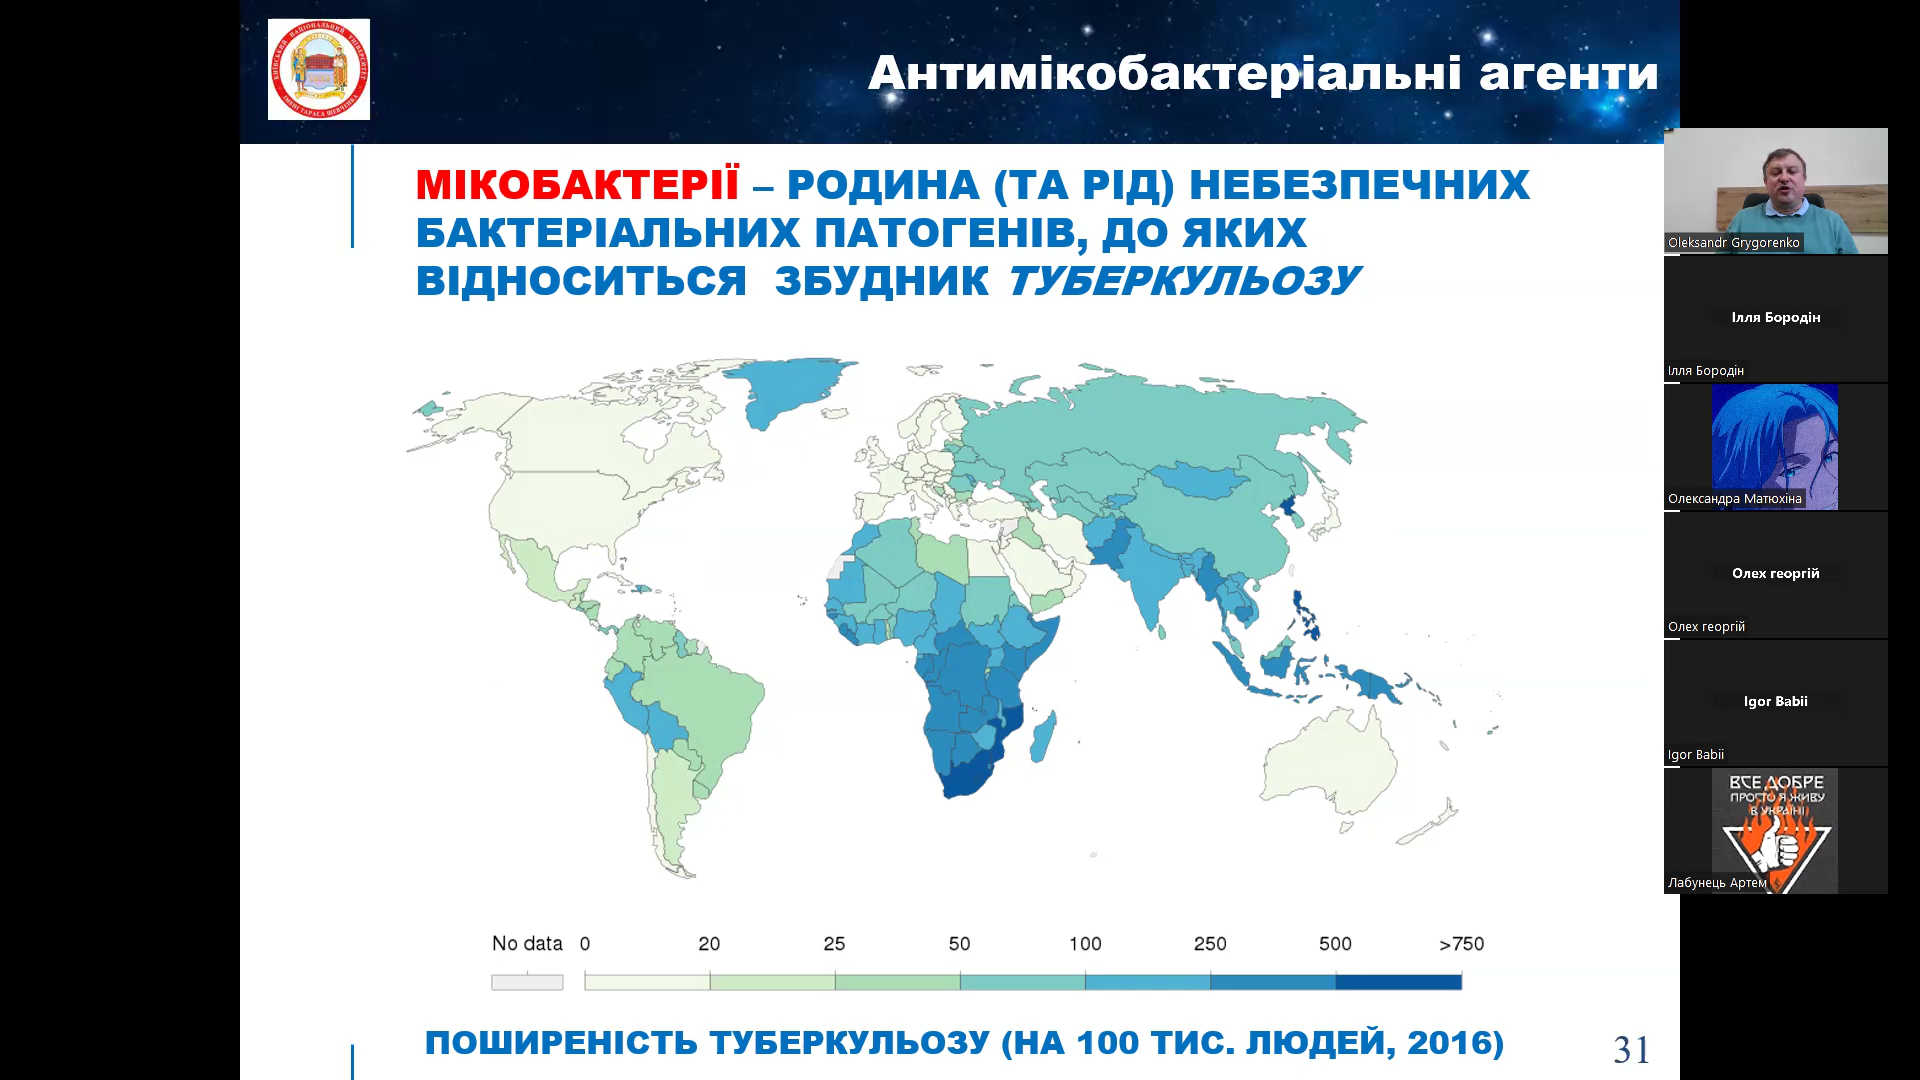 Антимікобактеріальні агенти
МІКОБАКТЕРІЇ – РОДИНА (ТА РІД) НЕБЕЗПЕЧНИХ
БАКТЕРІАЛЬНИХ ПАТОГЕНІВ, ДО ЯКИХ
ВІДНОСИТЬСЯ ЗБУДНИК ТУБЕРКУЛЬОЗУ
No data 0 20 25 50 100 250 500 >750
ПОШИРЕНІСТЬ ТУБЕРКУЛЬОЗУ (НА 100 ТИС. ЛЮДЕЙ, 2016)
31
Oleksandr Grygorenko
Ілля Бородін
Ілля Бородін
Олександра Матюхіна
Олех георгій
Олех георгій
Igor Babii
Igor Babii
ВСЕ ДОБРЕ
ПРОСТО Я ЖИВУ
В УКРАЇНІ
Лабунець Артем